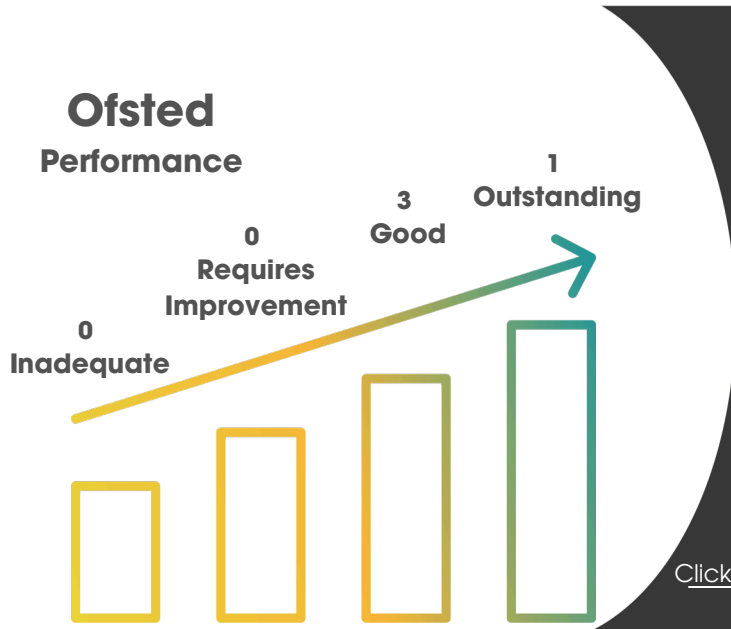 Ofsted
Performance
1
Outstanding
3
Good
0
Requires
Improvement
0
Inadequate
Click